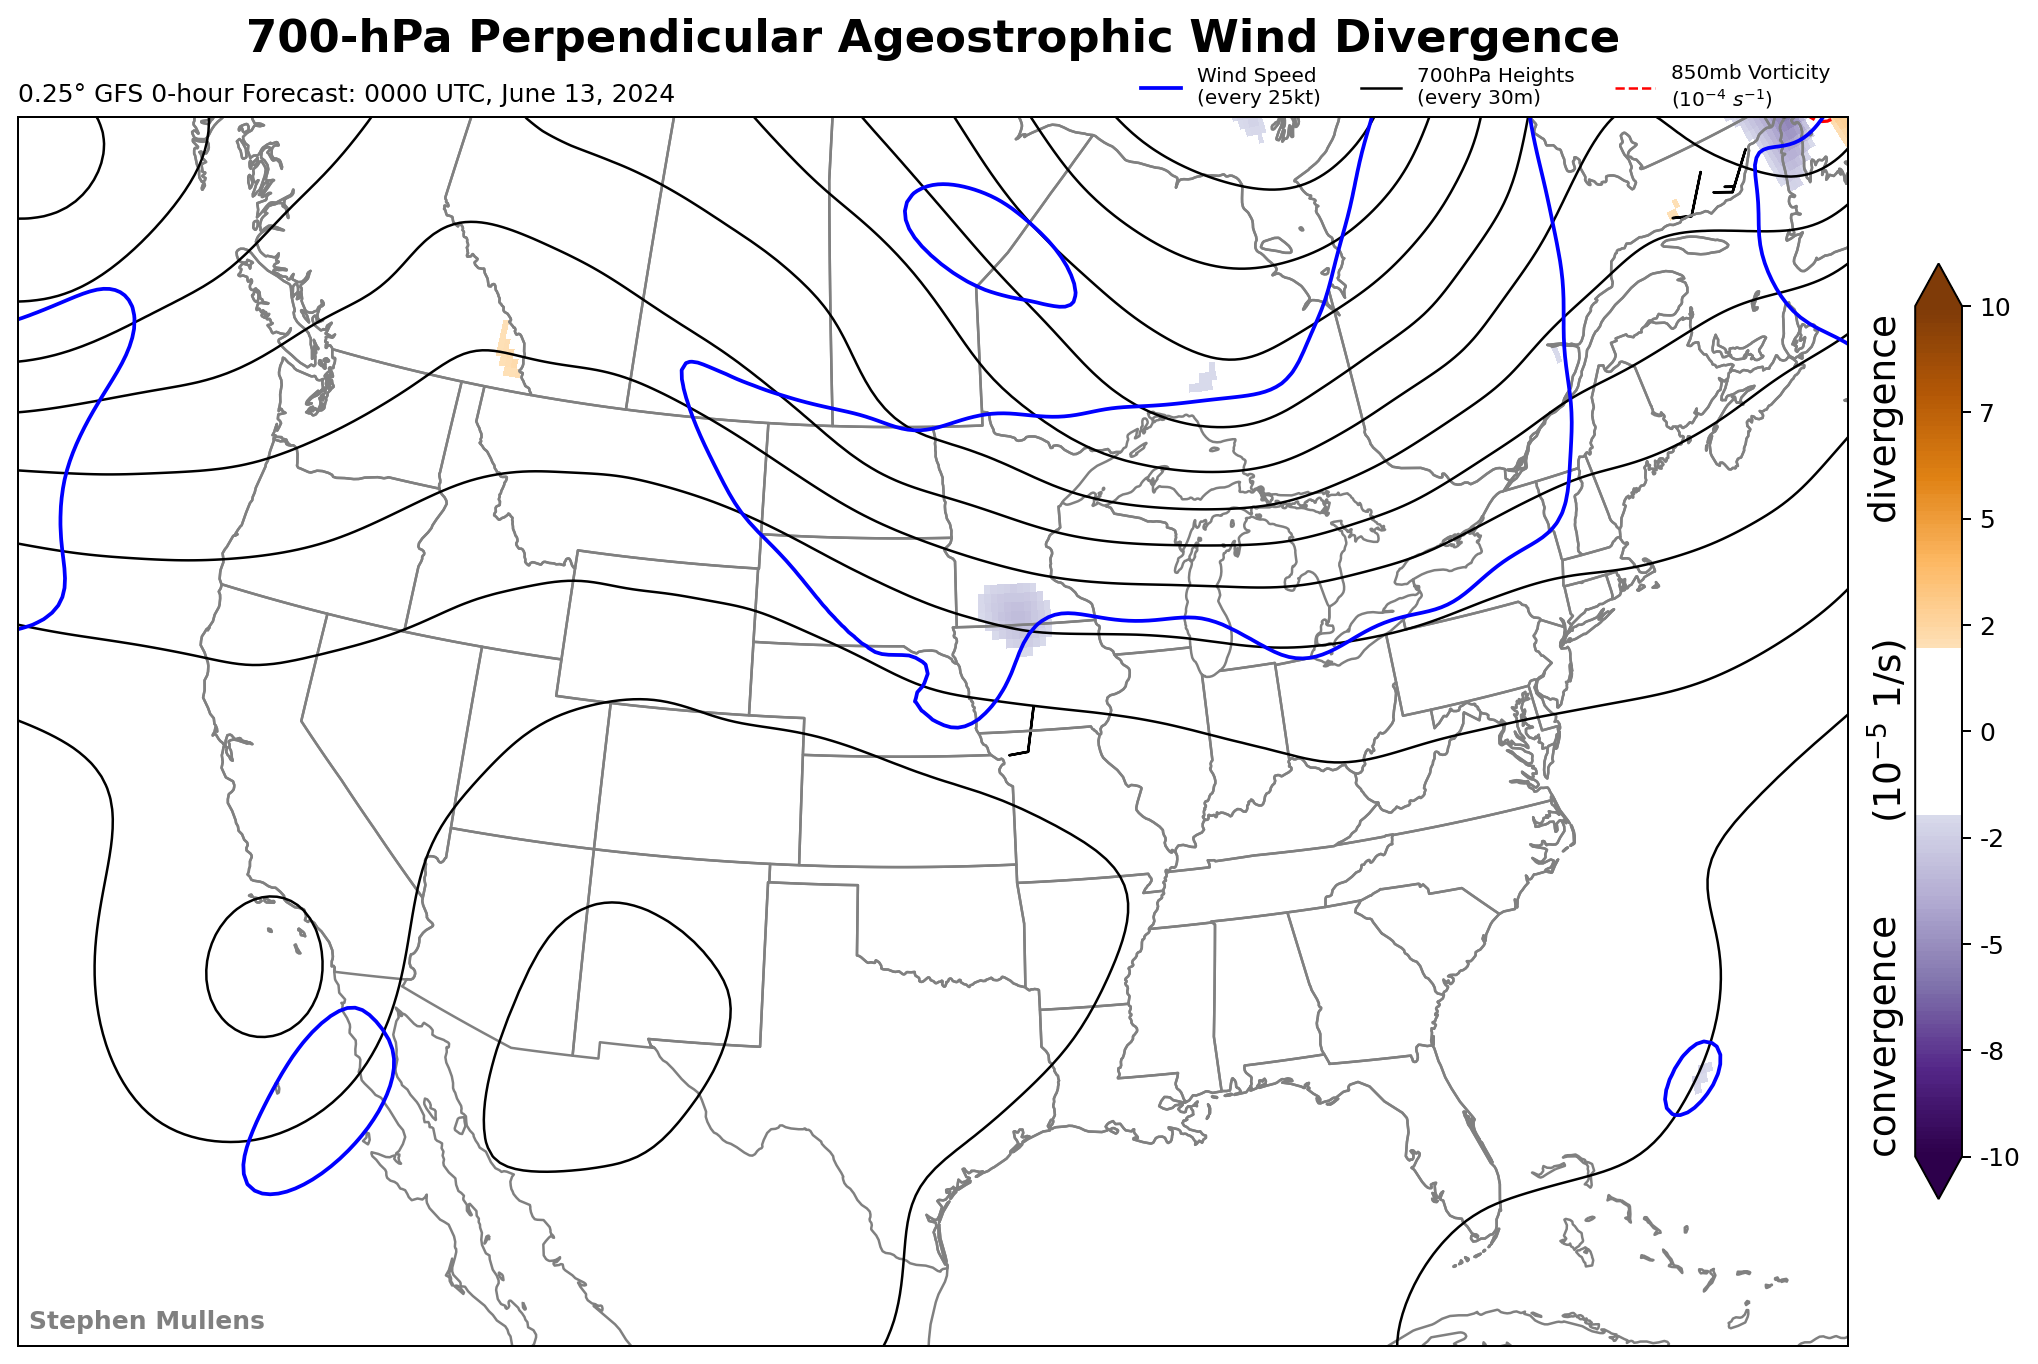 700-hPa Perpendicular Ageostrophic Wind Divergence
0.25° GFS 0-hour Forecast: 0000 UTC, June 13, 2024
Wind Speed
(every 25kt)
700hPa Heights
(every 30m)
850mb Vorticity
(10⁻⁴ s⁻¹)
10
7
5
2
0
-2
-5
-8
-10
convergence (10⁻⁵ 1/s) divergence
Stephen Mullens